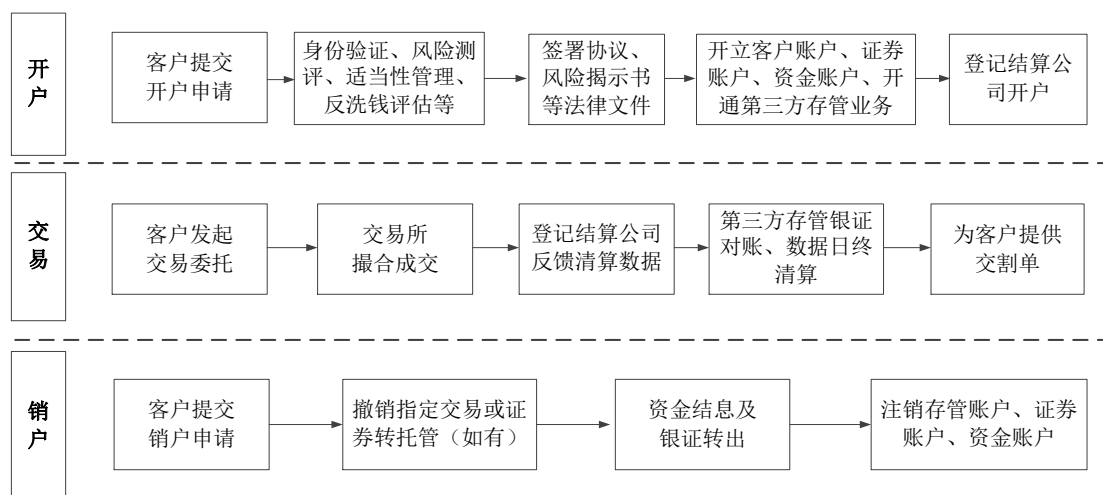 开
户
客户提交
开户申请
身份验证、风险测
评、适当性管理、
反洗钱评估等
签署协议、
风险揭示书
等法律文件
开立客户账户、证券
账户、资金账户、开
通第三方存管业务
登记结算公
司开户
交
易
客户发起
交易委托
交易所
撮合成交
登记结算公司
反馈清算数据
第三方存管银证
对账、数据日终
清算
为客户提供
交割单
销
户
客户提交
销户申请
撤销指定交易或证
券转托管（如有）
资金结息及
银证转出
注销存管账户、证券
账户、资金账户